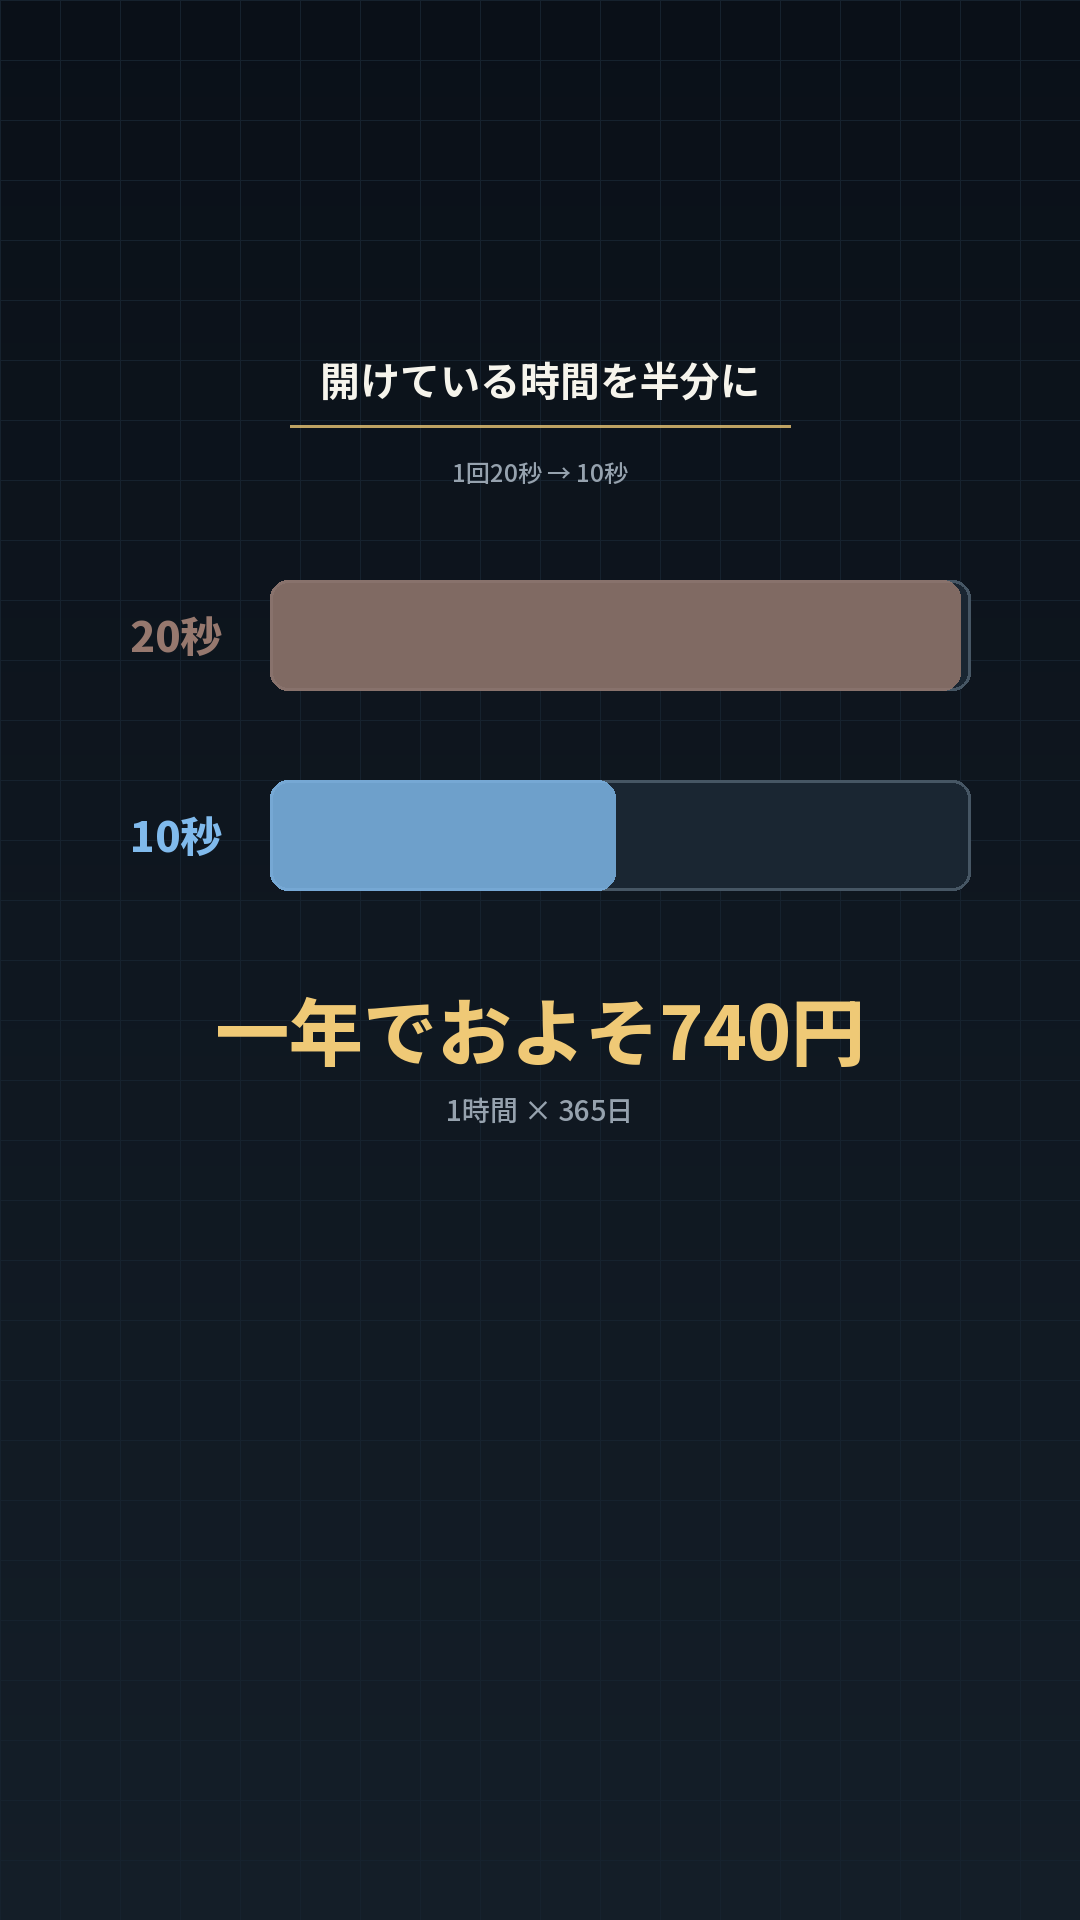 開けている時間を半分に
1回20秒 → 10秒
20秒
10秒
一年でおよそ740円
1時間 × 365日